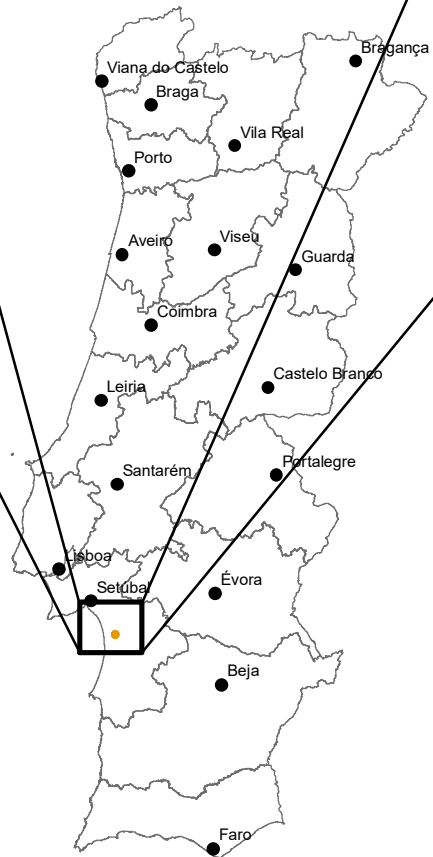 Bragança
Viana do Castelo
Braga
Vila Real
Porto
Aveiro
Viseu
Guarda
Coimbra
Castelo Branco
Leiria
Portalegre
Santarém
Lisboa
Setúbal
Évora
Beja
Faro